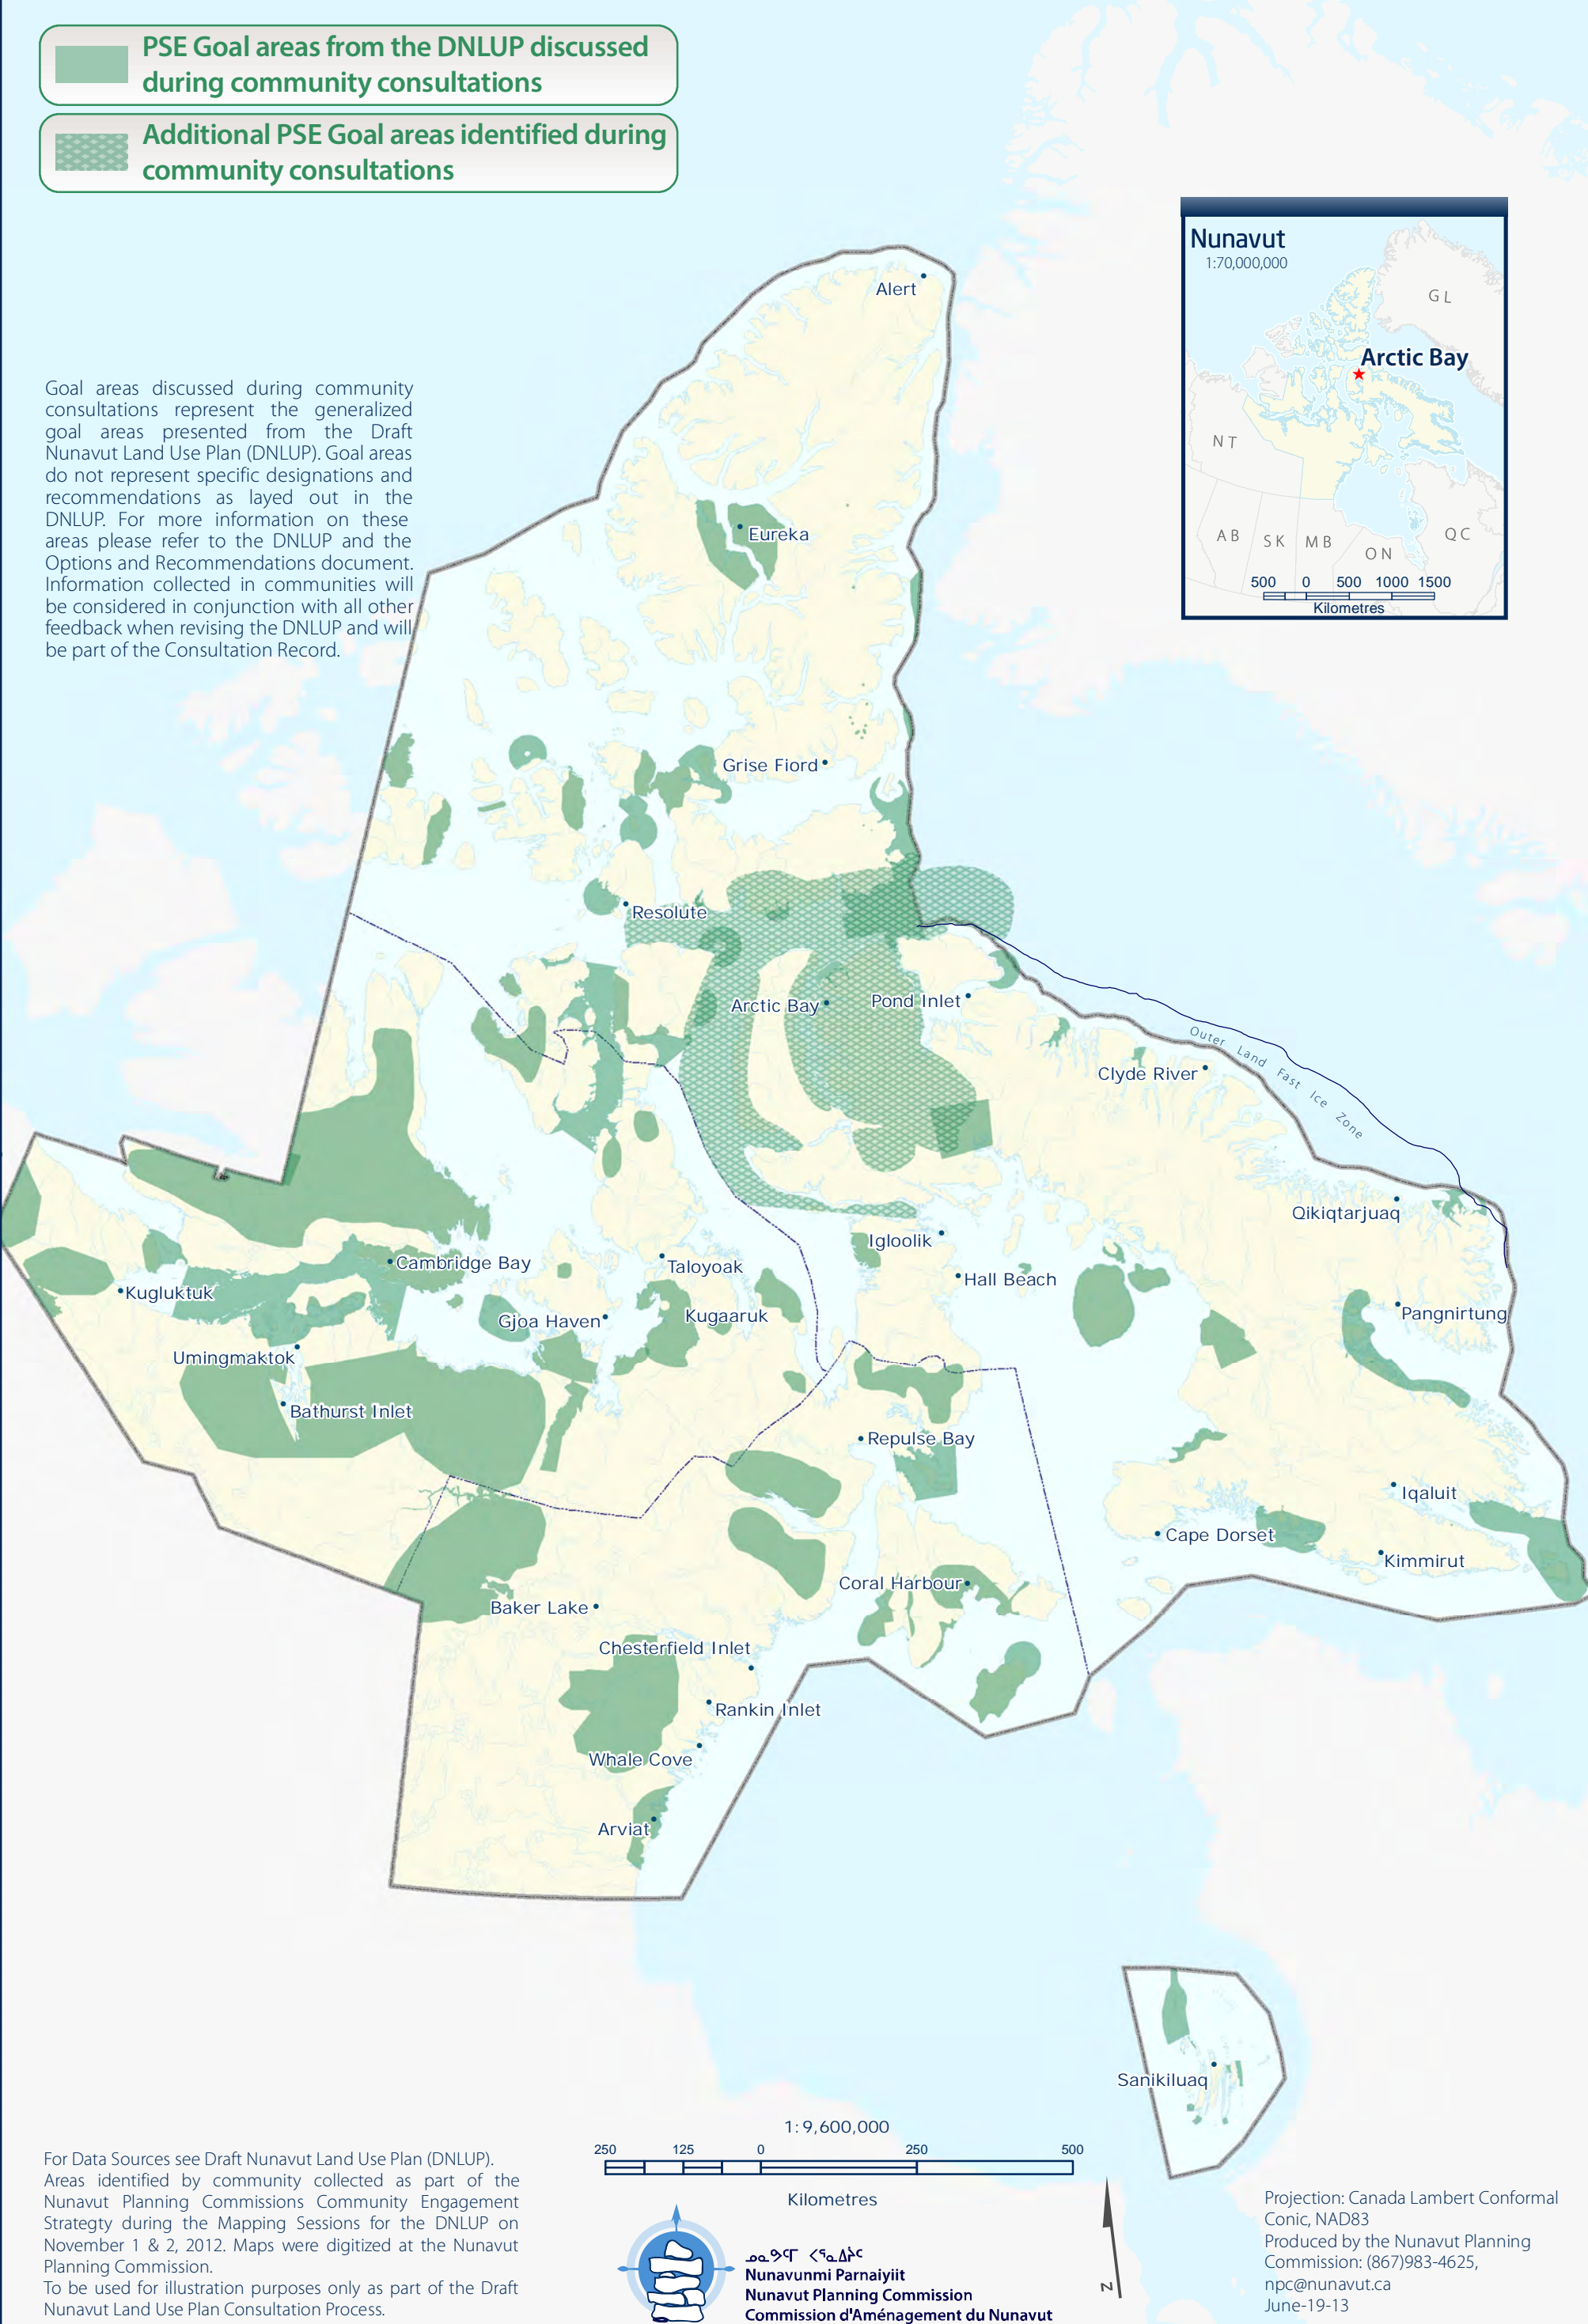 PSE Goal areas from the DNLUP discussed
during community consultations
Additional PSE Goal areas identified during
community consultations
Nunavut
1:70,000,000
GL
Arctic Bay
NT
AB
SK
MB
ON
QC
500 0 500 1000 1500
Kilometres
Goal areas discussed during community
consultations represent the generalized
goal areas presented from the Draft
Nunavut Land Use Plan (DNLUP). Goal areas
do not represent specific designations and
recommendations as layed out in the
DNLUP. For more information on these
areas please refer to the DNLUP and the
Options and Recommendations document.
Information collected in communities will
be considered in conjunction with all other
feedback when revising the DNLUP and will
be part of the Consultation Record.
Alert
Eureka
Grise Fiord
Resolute
Arctic Bay
Pond Inlet
Outer Land Fast Ice Zone
Clyde River
Qikiqtarjuaq
Igloolik
Cambridge Bay
Taloyoak
Hall Beach
Kugluktuk
Gjoa Haven
Kugaaruk
Pangnirtung
Umingmaktok
Bathurst Inlet
Repulse Bay
Iqaluit
Cape Dorset
Kimmirut
Coral Harbour
Baker Lake
Chesterfield Inlet
Rankin Inlet
Whale Cove
Arviat
Sanikiluaq
For Data Sources see Draft Nunavut Land Use Plan (DNLUP).
Areas identified by community collected as part of the
Nunavut Planning Commissions Community Engagement
Strategty during the Mapping Sessions for the DNLUP on
November 1 & 2, 2012. Maps were digitized at the Nunavut
Planning Commission.
To be used for illustration purposes only as part of the Draft
Nunavut Land Use Plan Consultation Process.
1:9,600,000
250 125 0 250 500
Kilometres
ᓄᓇᕗᒻᒥ ᐸᕐᓇᐃᔩᑦ
Nunavunmi Parnaiyiit
Nunavut Planning Commission
Commission d'Aménagement du Nunavut
N
Projection: Canada Lambert Conformal
Conic, NAD83
Produced by the Nunavut Planning
Commission: (867)983-4625,
npc@nunavut.ca
June-19-13